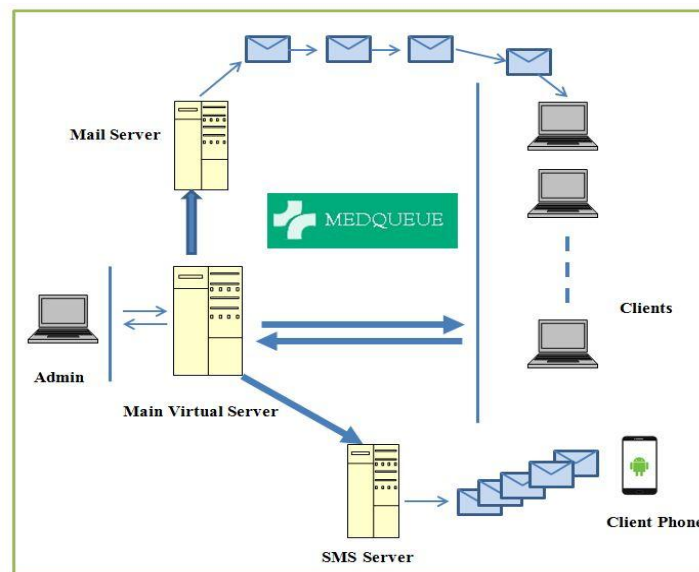 Mail Server
MEDQUEUE
Clients
Admin
Main Virtual Server
Client Phone
SMS Server